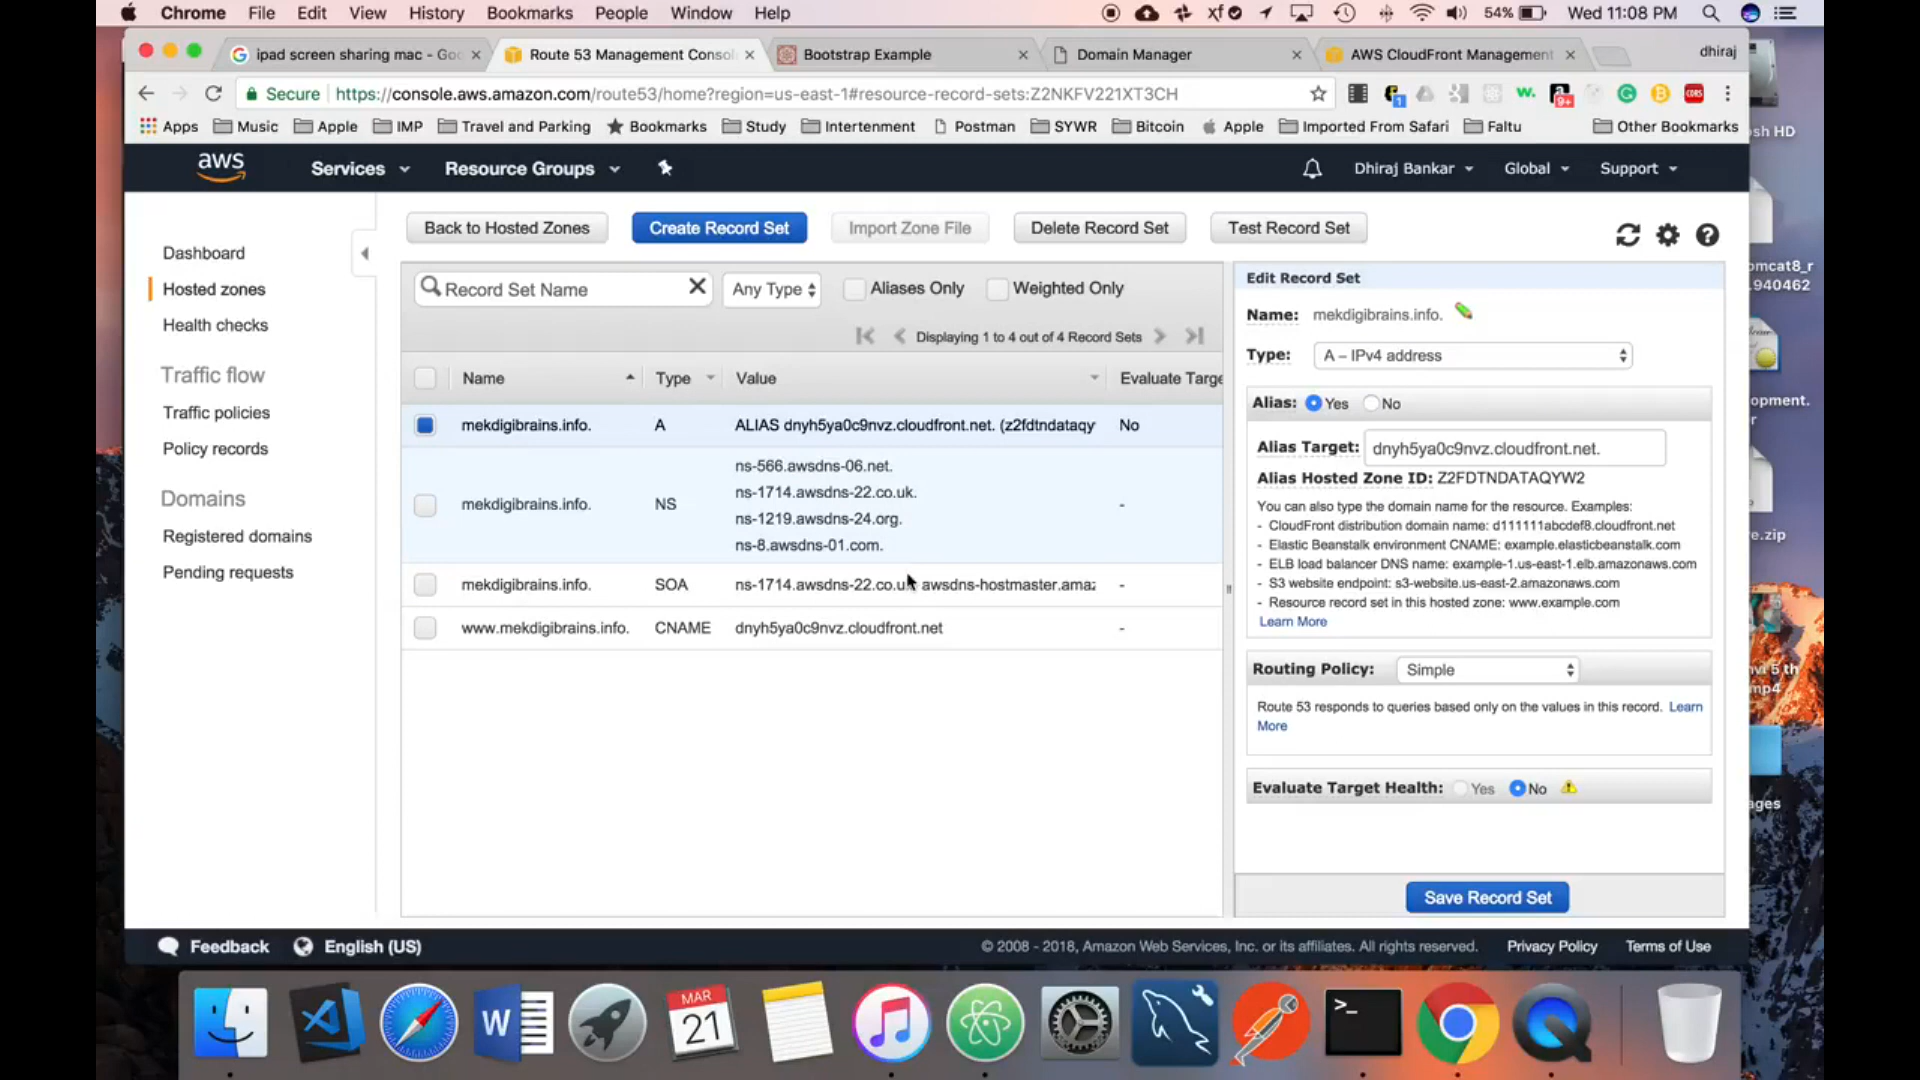 Chrome File Edit View History Bookmarks People Window Help 54% Wed 11:08 PM
ipad screen sharing mac - Goo Route 53 Management Consol Bootstrap Example Domain Manager AWS CloudFront Management dhiraj
Secure https://console.aws.amazon.com/route53/home?region=us-east-1#resource-record-sets:Z2NKFV221XT3CH
Apps Music Apple IMP Travel and Parking Bookmarks Study Intertenment Postman SYWR Bitcoin Apple Imported From Safari Faltu Other Bookmarks
osh HD
aws Services Resource Groups Dhiraj Bankar Global Support
Back to Hosted Zones Create Record Set Import Zone File Delete Record Set Test Record Set
Dashboard
Hosted zones
Health checks
Traffic flow
Traffic policies
Policy records
Domains
Registered domains
Pending requests
Record Set Name Any Type Aliases Only Weighted Only
Displaying 1 to 4 out of 4 Record Sets
Name Type Value Evaluate Targe
mekdigibrains.info. A ALIAS dnyh5ya0c9nvz.cloudfront.net. (z2fdtndataqy No
mekdigibrains.info. NS
ns-566.awsdns-06.net.
ns-1714.awsdns-22.co.uk.
ns-1219.awsdns-24.org.
ns-8.awsdns-01.com.
-
mekdigibrains.info. SOA ns-1714.awsdns-22.co.uk. awsdns-hostmaster.amaz -
www.mekdigibrains.info. CNAME dnyh5ya0c9nvz.cloudfront.net -
Edit Record Set
Name: mekdigibrains.info.
Type: A – IPv4 address
Alias: Yes No
Alias Target: dnyh5ya0c9nvz.cloudfront.net.
Alias Hosted Zone ID: Z2FDTNDATAQYW2
You can also type the domain name for the resource. Examples:
- CloudFront distribution domain name: d111111abcdef8.cloudfront.net
- Elastic Beanstalk environment CNAME: example.elasticbeanstalk.com
- ELB load balancer DNS name: example-1.us-east-1.elb.amazonaws.com
- S3 website endpoint: s3-website.us-east-2.amazonaws.com
- Resource record set in this hosted zone: www.example.com
Learn More
Routing Policy: Simple
Route 53 responds to queries based only on the values in this record. Learn
More
Evaluate Target Health: Yes No
Save Record Set
omcat8_r
.940462
opment.
r
e.zip
nvi 5 th
mp4
ages
Feedback English (US) © 2008 - 2018, Amazon Web Services, Inc. or its affiliates. All rights reserved. Privacy Policy Terms of Use
MAR
21